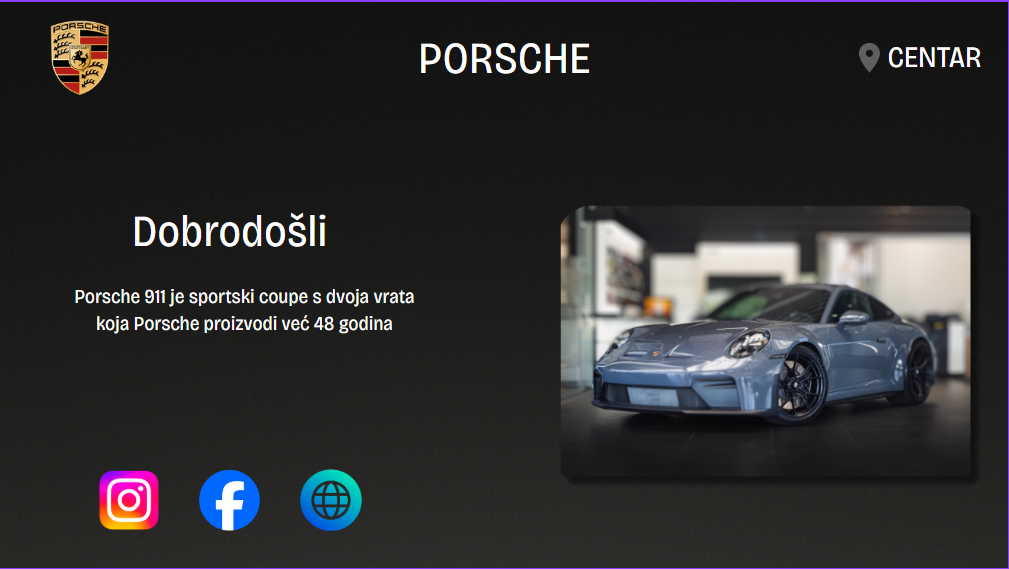 PORSCHE
PORSCHE
CENTAR
Dobrodošli
Porsche 911 je sportski coupe s dvoja vrata
koja Porsche proizvodi već 48 godina